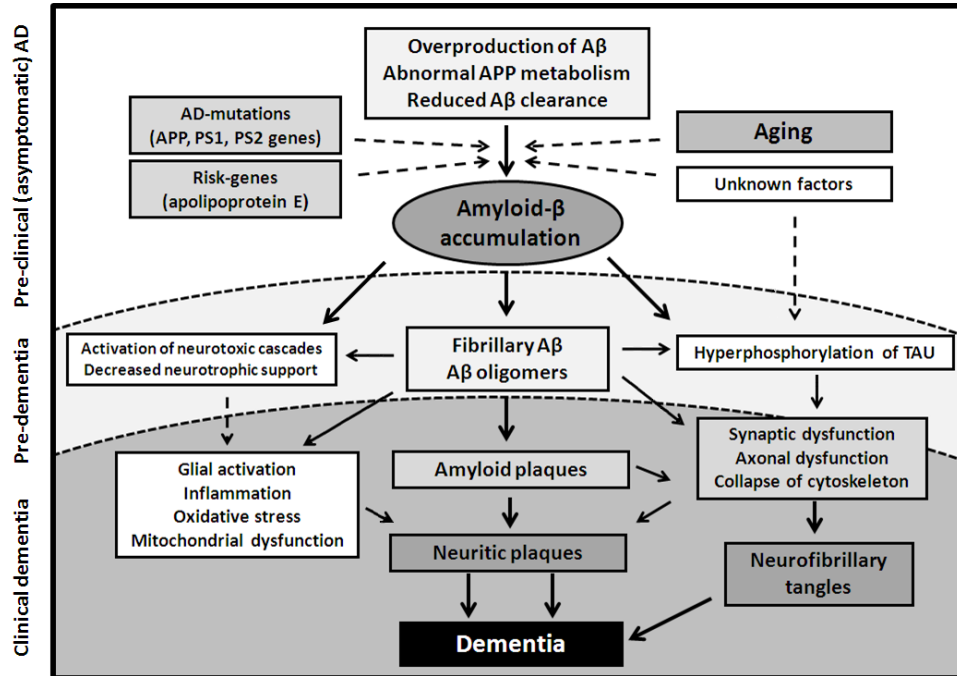 Pre-clinical (asymptomatic) AD
Pre-dementia
Clinical dementia
Overproduction of Aβ
Abnormal APP metabolism
Reduced Aβ clearance
AD-mutations
(APP, PS1, PS2 genes)
Risk-genes
(apolipoprotein E)
Aging
Unknown factors
Amyloid-β
accumulation
Activation of neurotoxic cascades
Decreased neurotrophic support
Fibrillary Aβ
Aβ oligomers
Hyperphosphorylation of TAU
Glial activation
Inflammation
Oxidative stress
Mitochondrial dysfunction
Amyloid plaques
Synaptic dysfunction
Axonal dysfunction
Collapse of cytoskeleton
Neuritic plaques
Neurofibrillary
tangles
Dementia